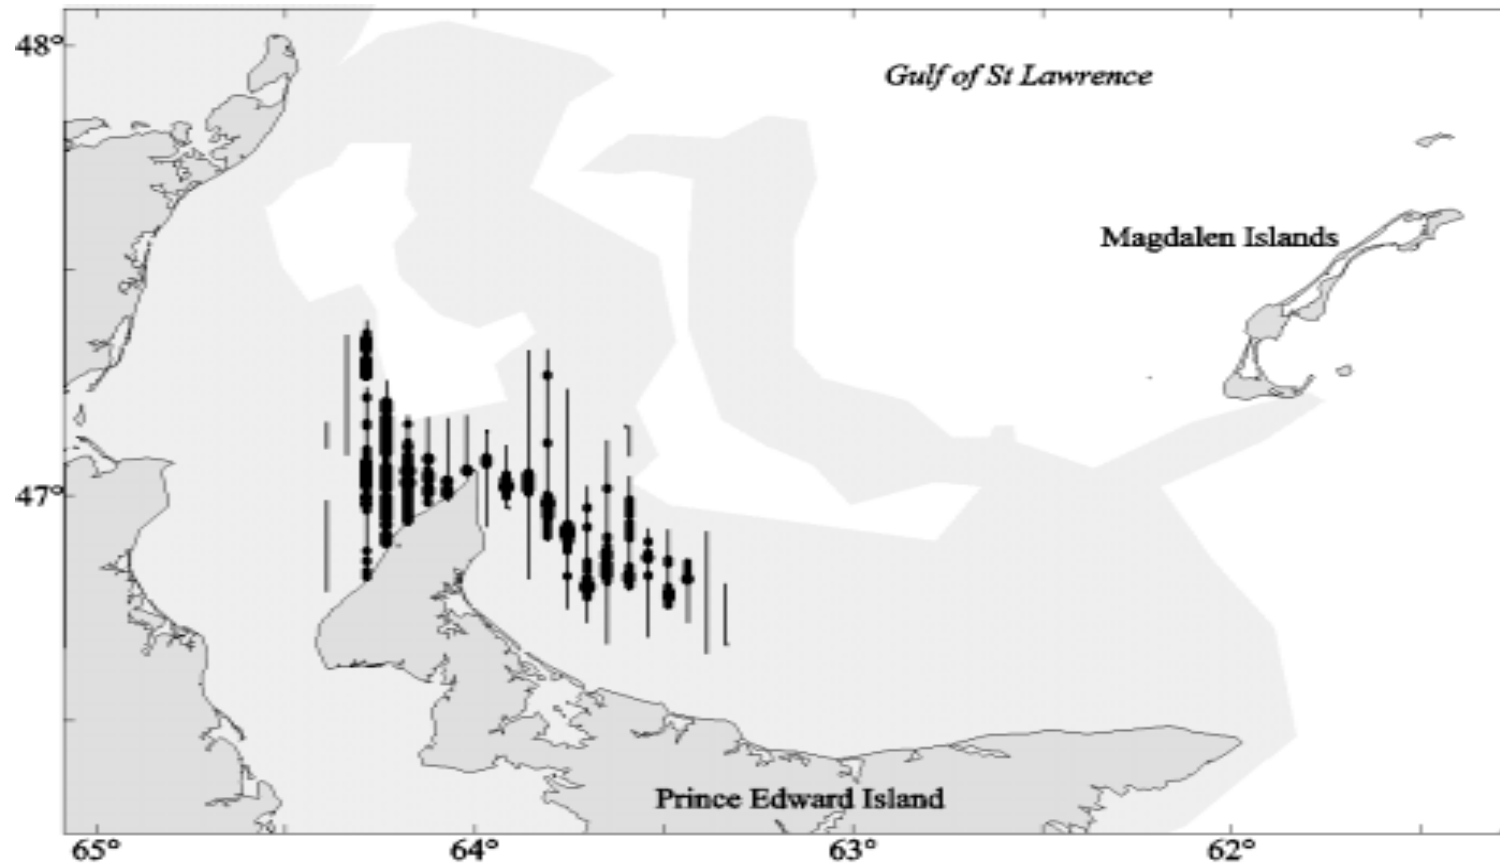 48°
Gulf of St Lawrence
Magdalen Islands
47°
Prince Edward Island
65° 64° 63° 62°